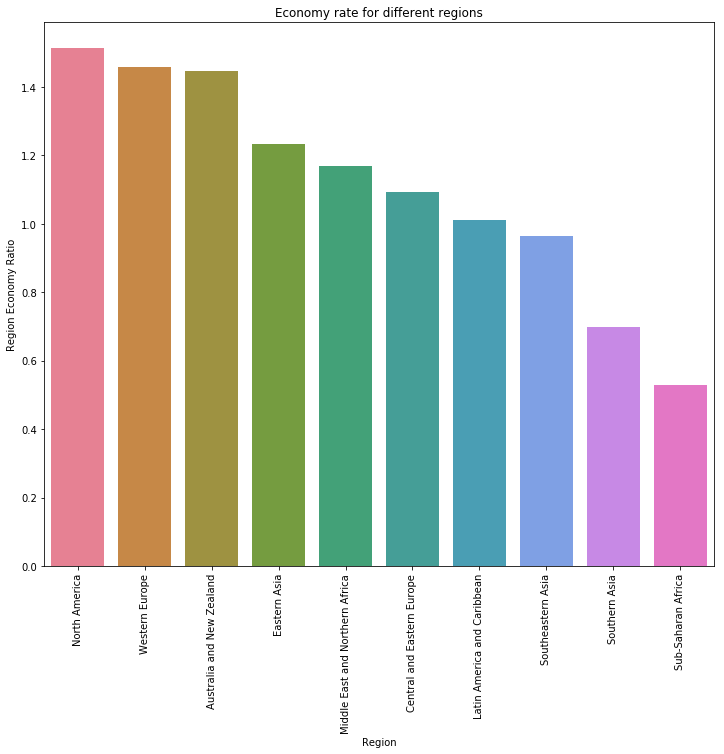 Economy rate for different regions
Region Economy Ratio
1.4
1.2
1.0
0.8
0.6
0.4
0.2
0.0
North America
Western Europe
Australia and New Zealand
Eastern Asia
Middle East and Northern Africa
Central and Eastern Europe
Latin America and Caribbean
Southeastern Asia
Southern Asia
Sub-Saharan Africa
Region